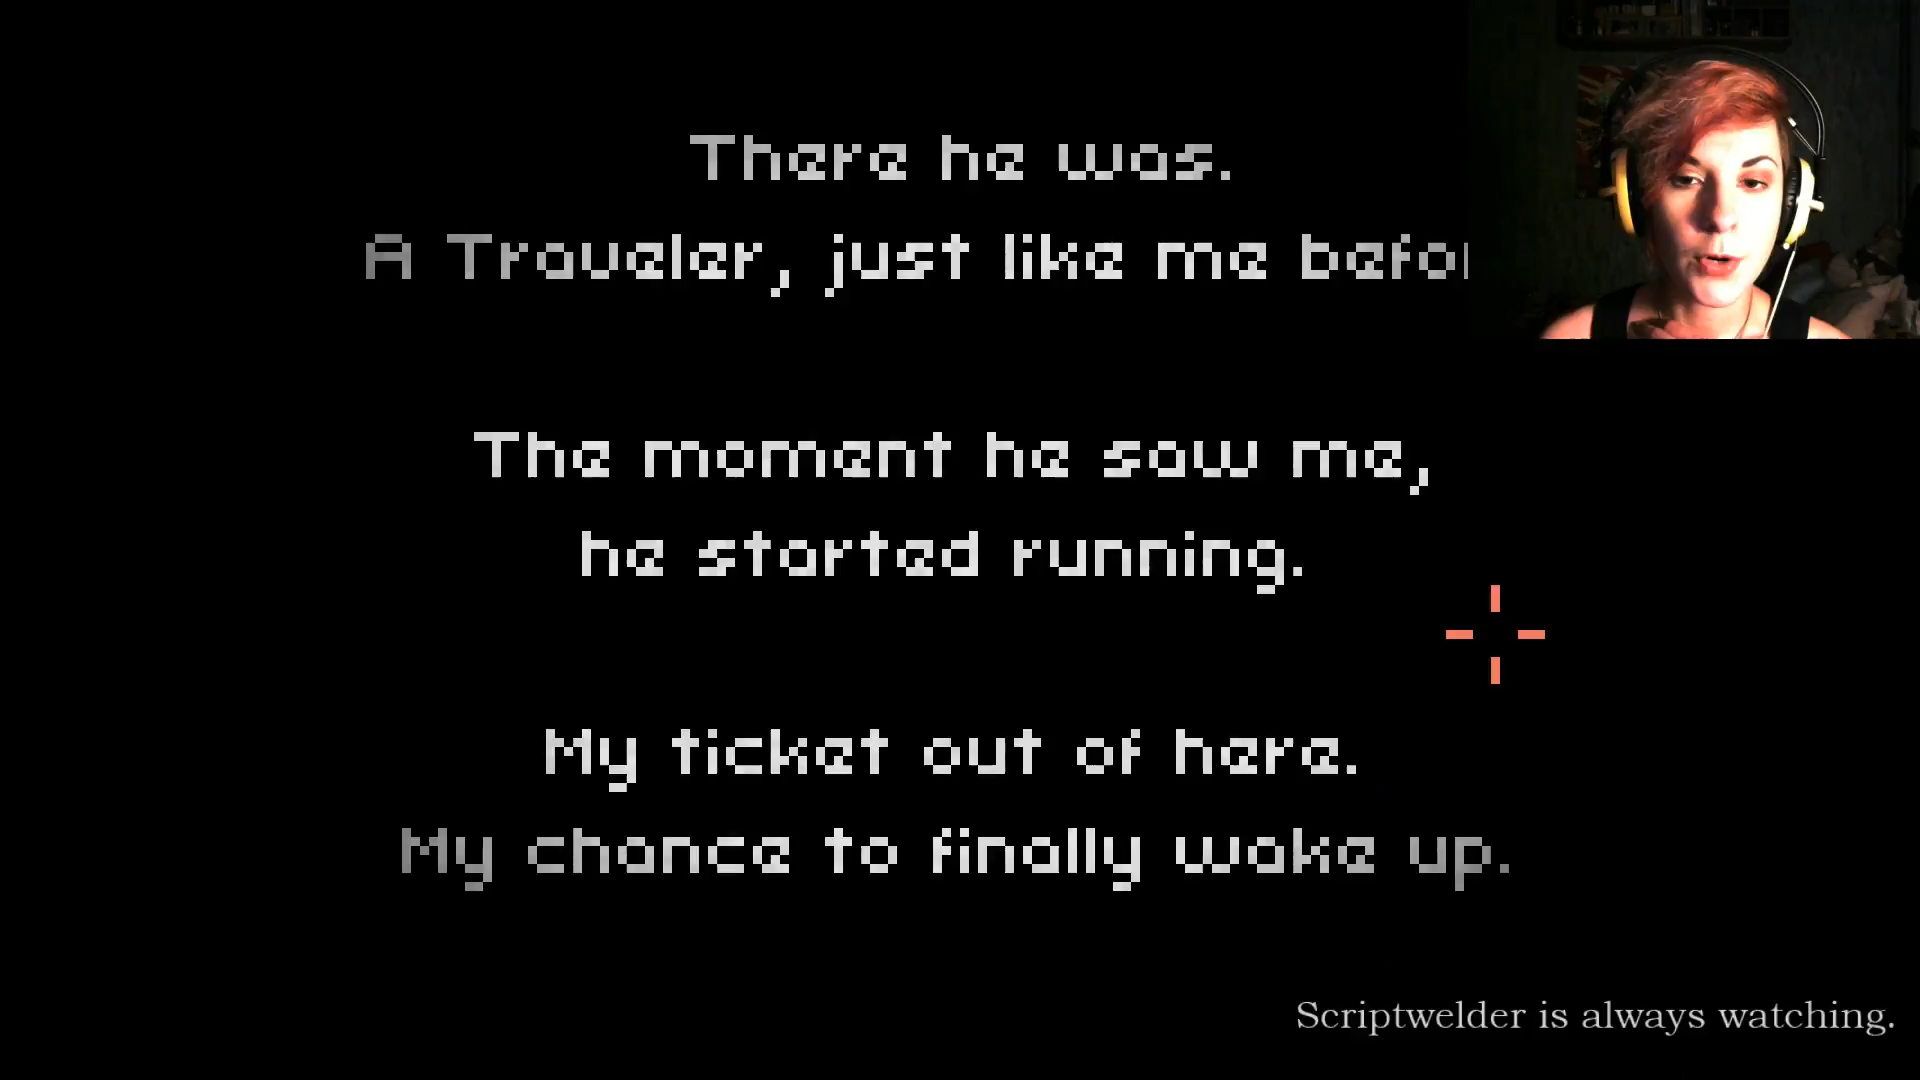 There he was.
A Traveler, just like me
The moment he saw me,
he started running.
My ticket out of here.
My chance to finally wake up.
Scriptwelder is always watching.